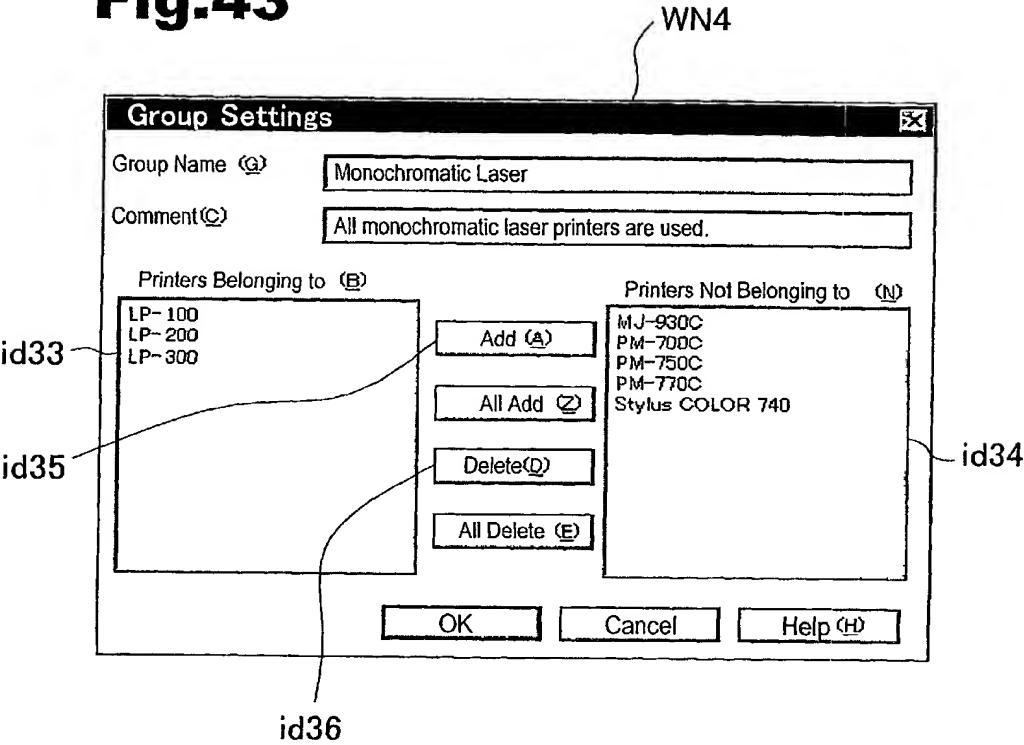 Fig.43
WN4
Group Settings
Group Name (G)
Monochromatic Laser
Comment(C)
All monochromatic laser printers are used.
Printers Belonging to (B)
Printers Not Belonging to (N)
LP-100
LP-200
LP-300
Add (A)
All Add (Z)
Delete(D)
All Delete (E)
MJ-930C
PM-700C
PM-750C
PM-770C
Stylus COLOR 740
id33
id35
id34
OK
Cancel
Help (H)
id36